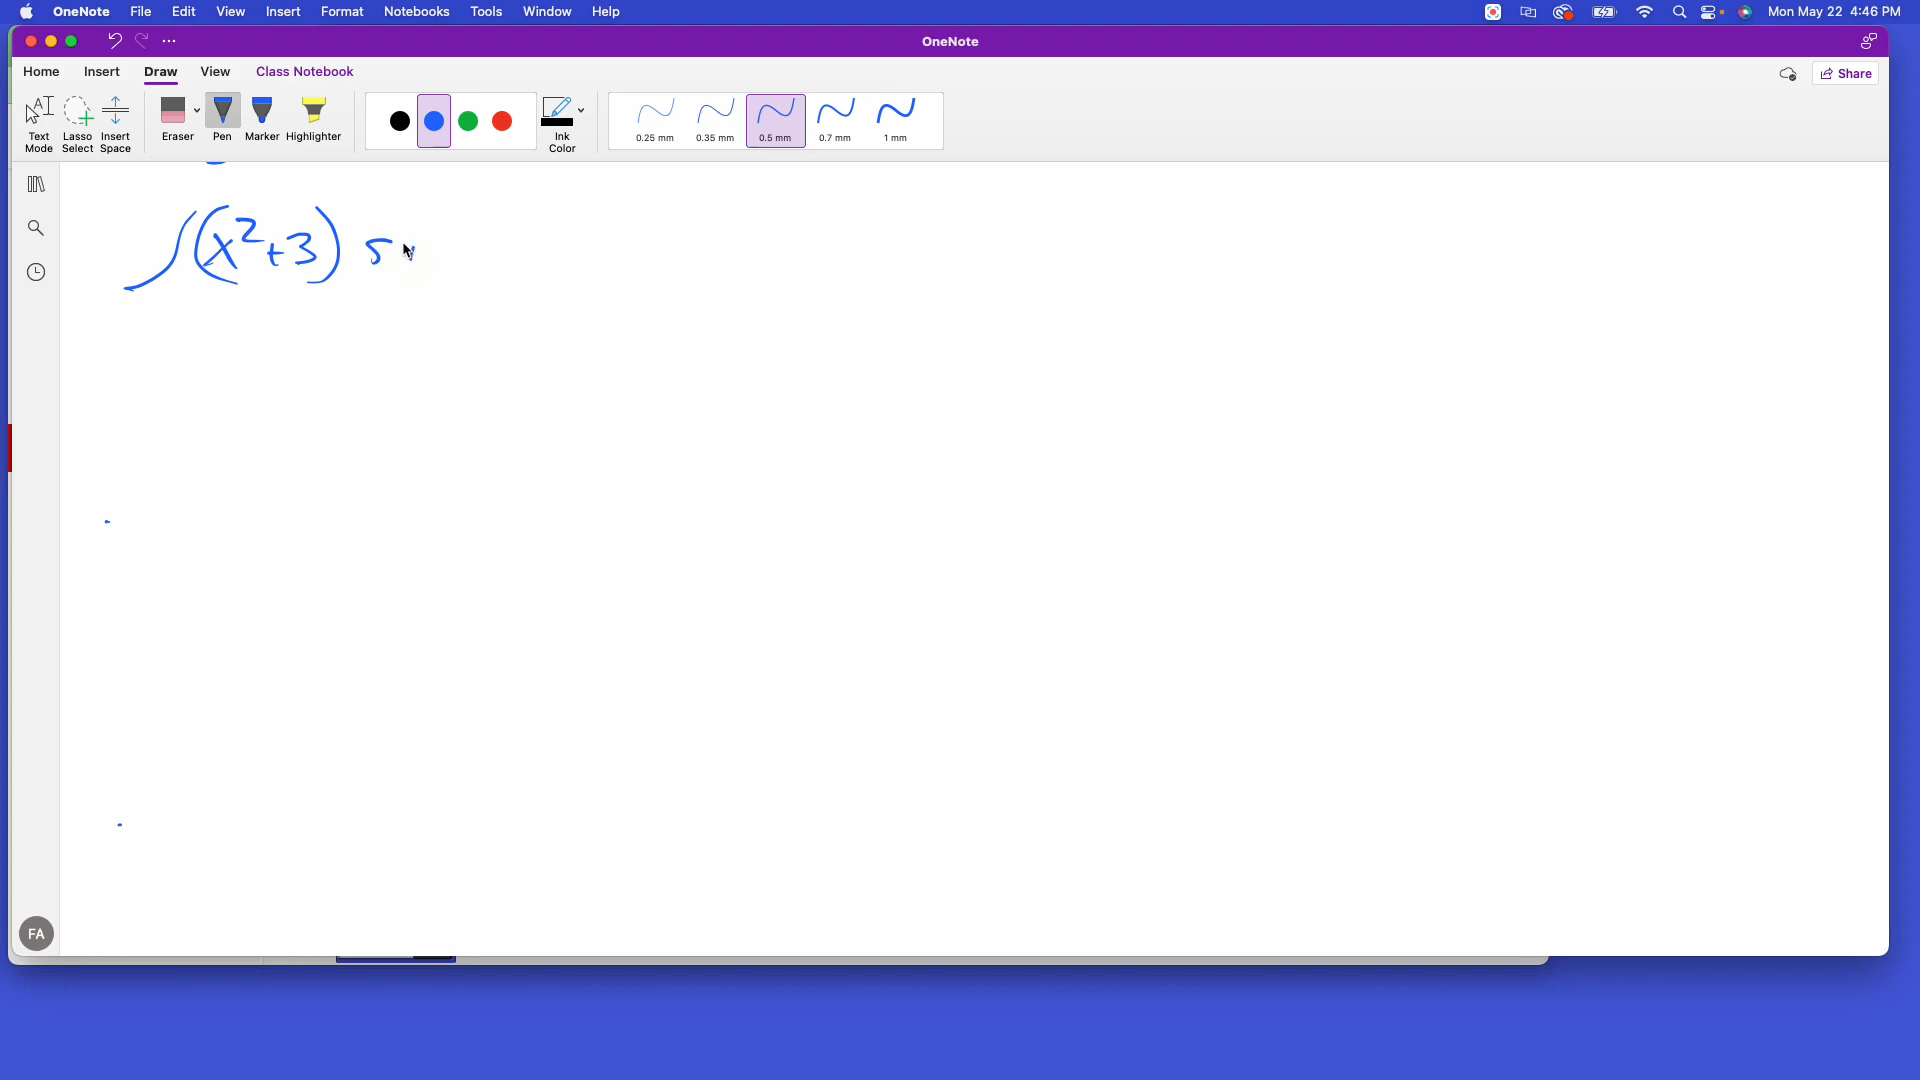 OneNote File Edit View Insert Format Notebooks Tools Window Help Mon May 22 4:46 PM
OneNote
Home Insert Draw View Class Notebook Share
Text Mode Lasso Select Insert Space Eraser Pen Marker Highlighter Ink Color 0.25 mm 0.35 mm 0.5 mm 0.7 mm 1 mm
∫(x²+3) 5
FA